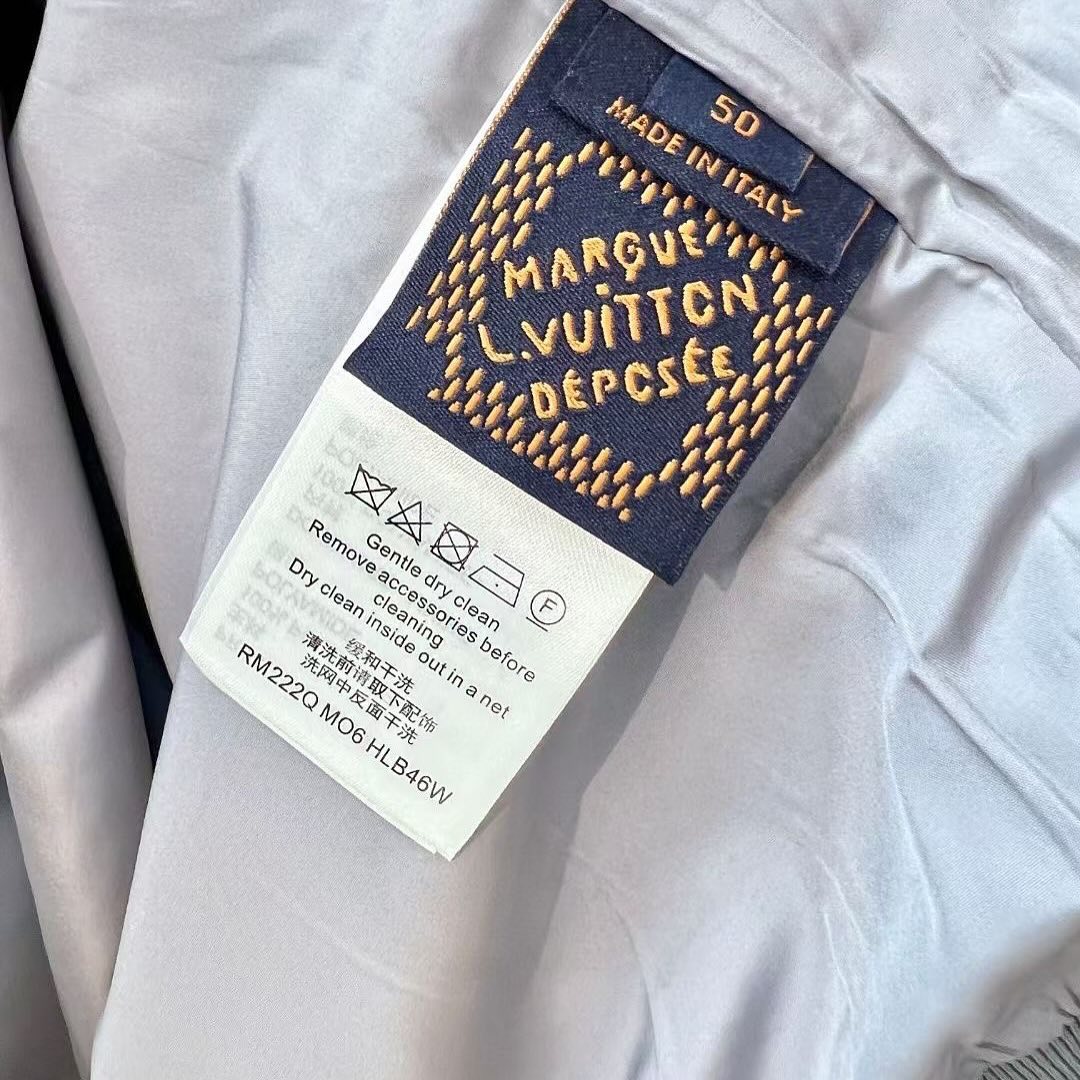 50
MADE IN ITALY
MARQUE
L.VUITTON
DÉPOSÉE
F
Gentle dry clean
Remove accessories before
cleaning
Dry clean inside out in a net
缓和干洗
清洗前请取下配饰
洗网中反面干洗
RM222Q MO6 HLB46W